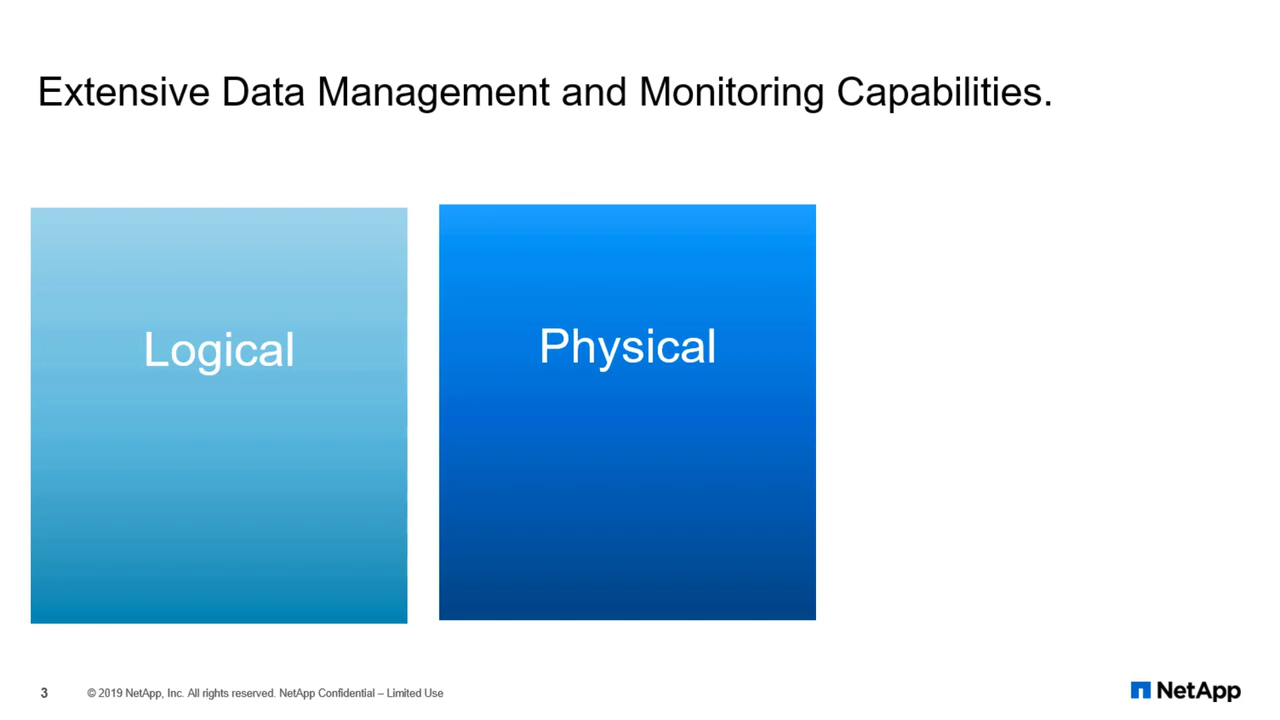 Extensive Data Management and Monitoring Capabilities.
Logical
Physical
3 © 2019 NetApp, Inc. All rights reserved. NetApp Confidential – Limited Use
NetApp